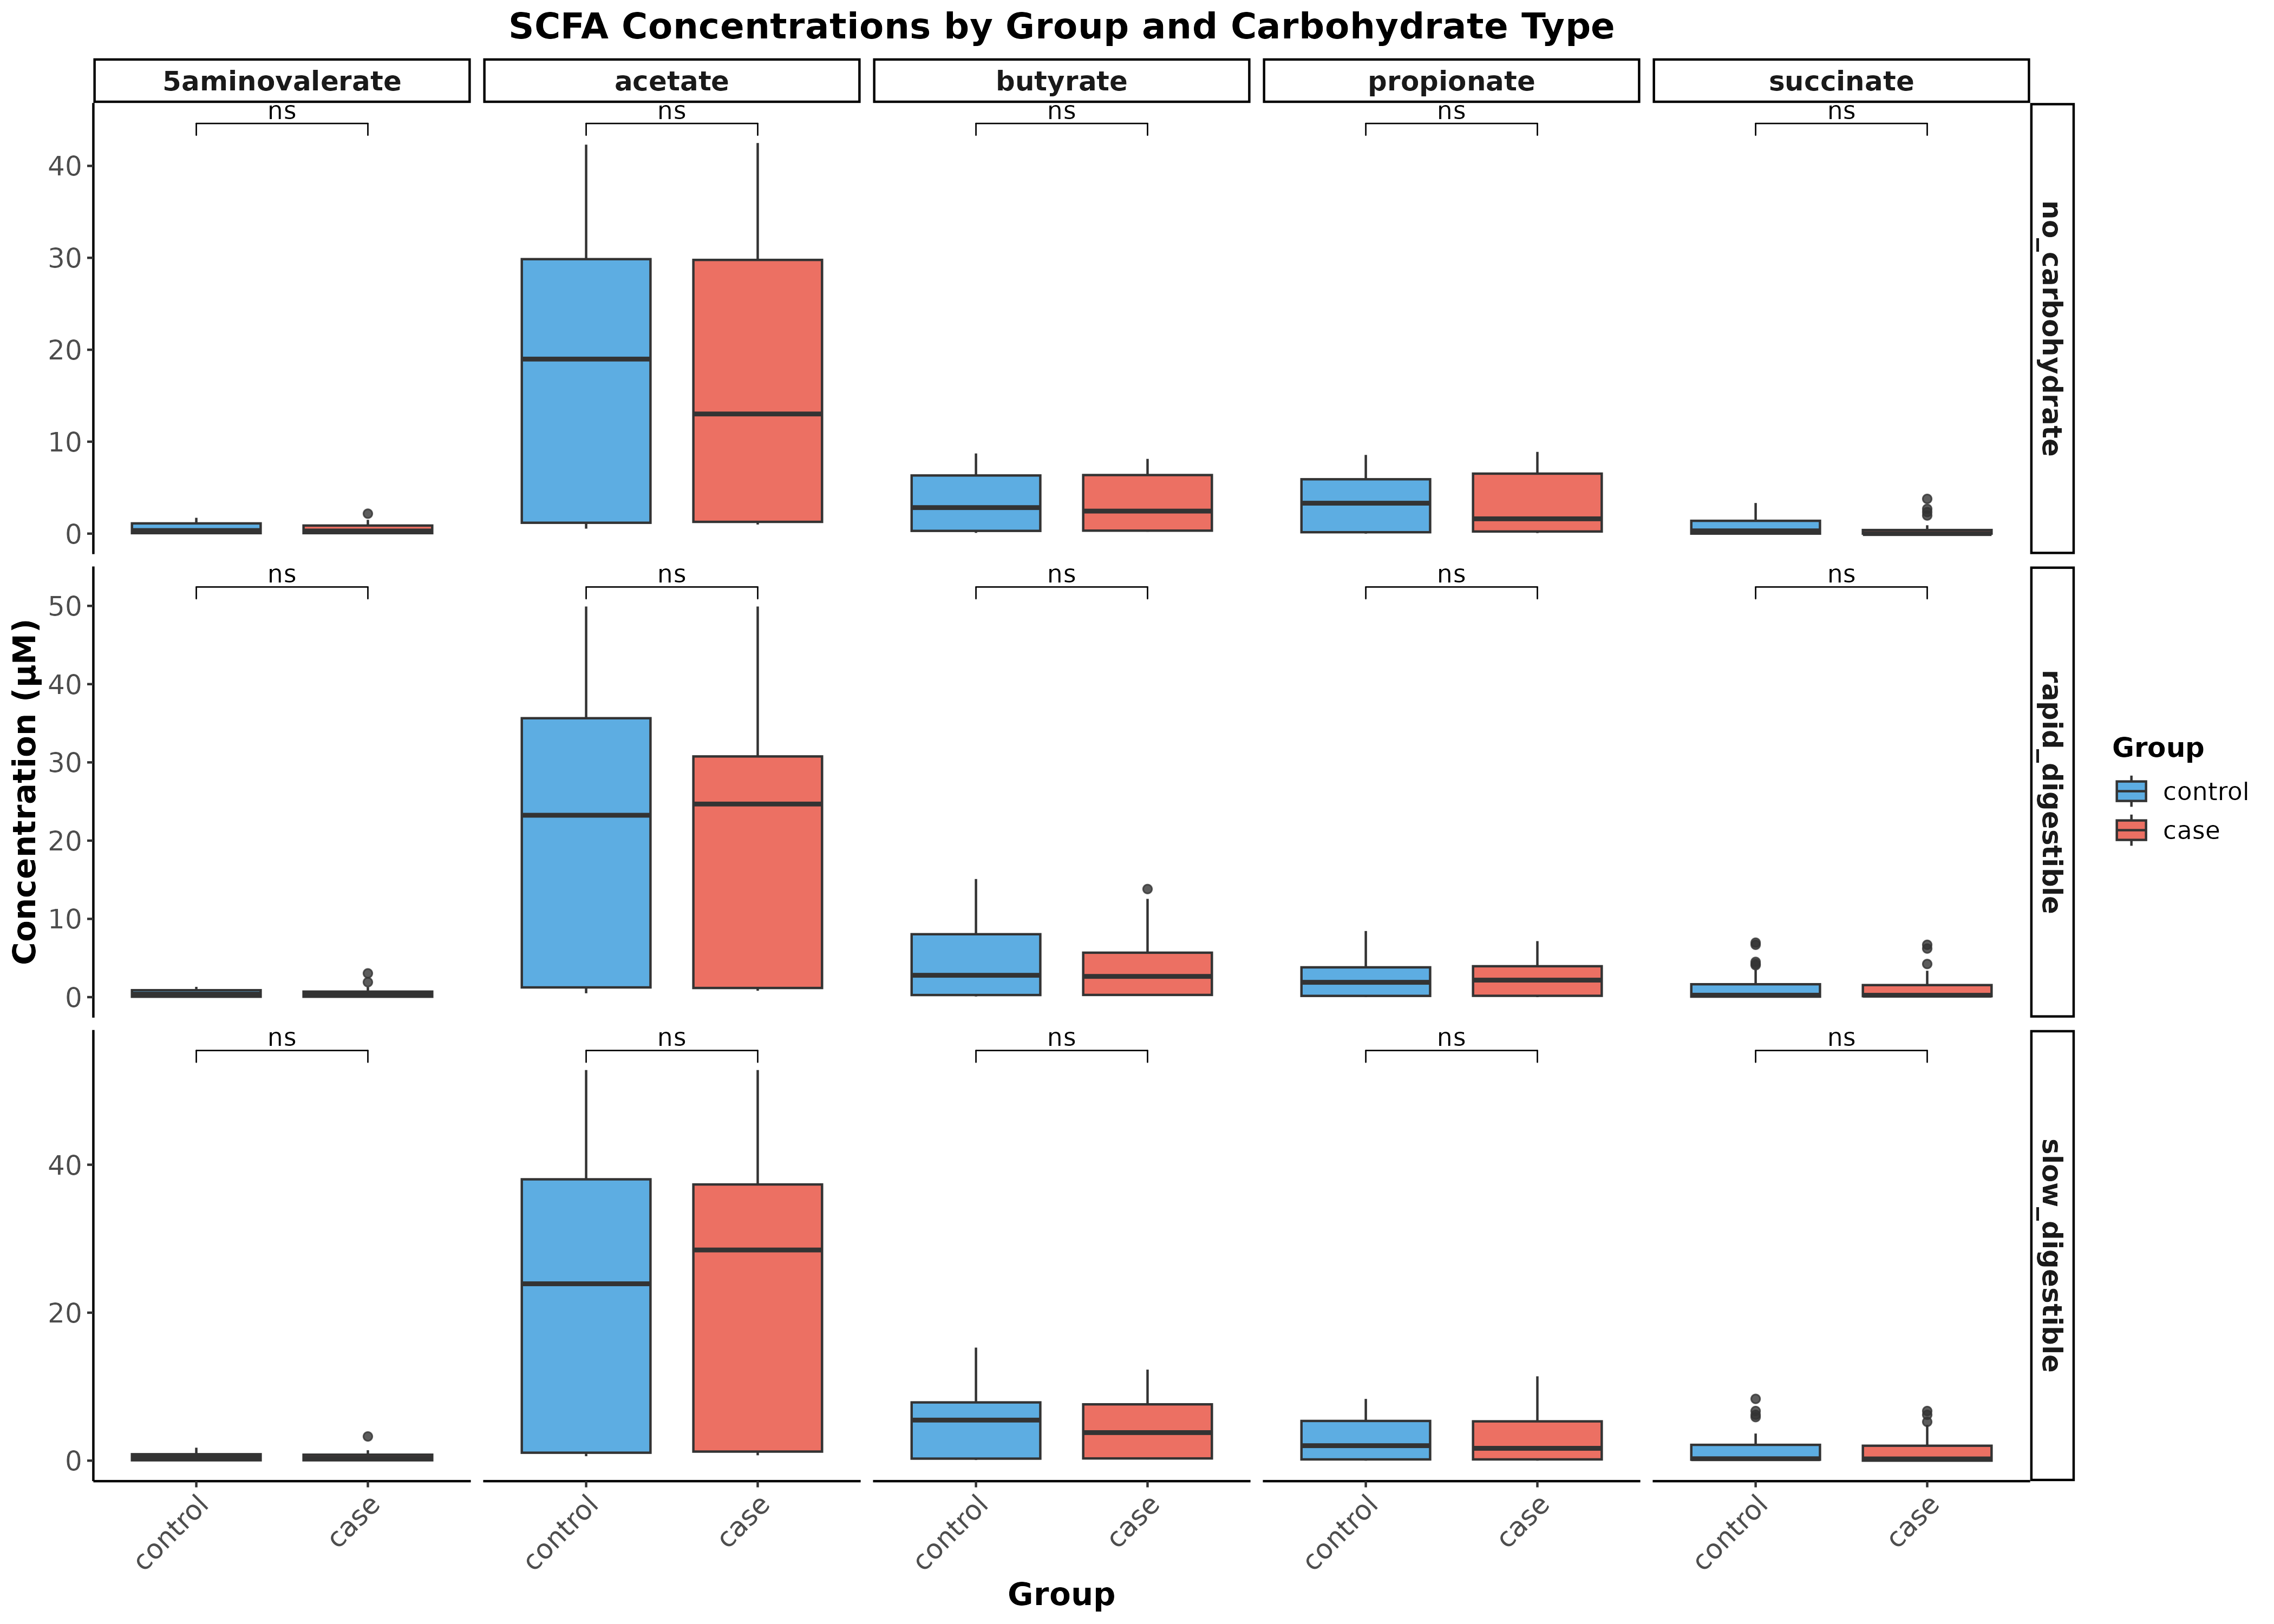 SCFA Concentrations by Group and Carbohydrate Type
5aminovalerate
acetate
butyrate
propionate
succinate
ns
ns
ns
ns
ns
40
30
20
10
0
no_carbohydrate
ns
ns
ns
ns
ns
50
40
30
20
10
0
rapid_digestible
Concentration (µM)
Group
control
case
ns
ns
ns
ns
ns
40
20
0
slow_digestible
control
case
control
case
control
case
control
case
control
case
Group